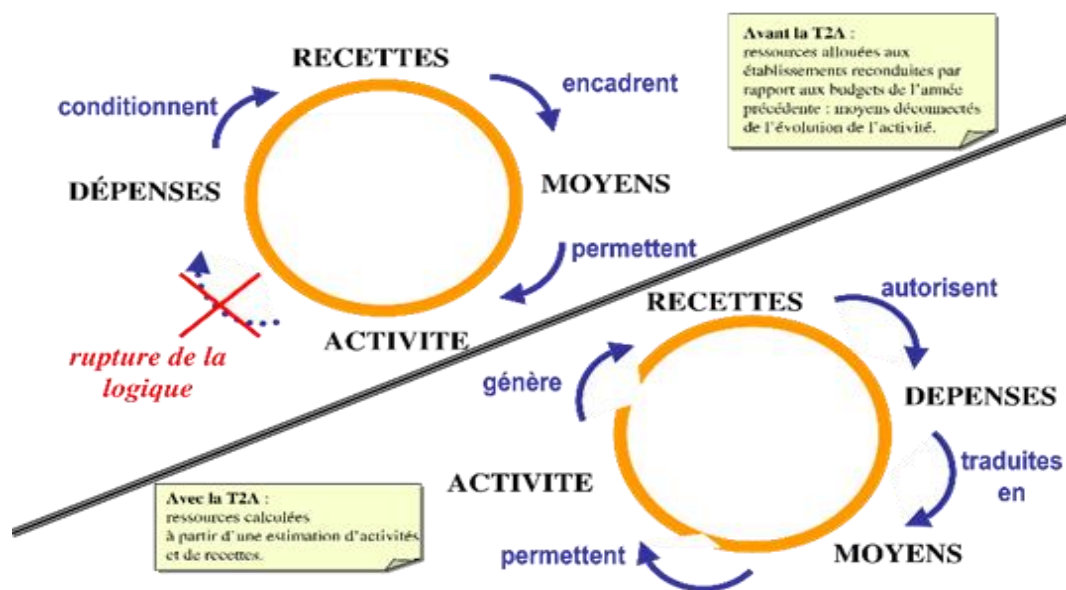 RECETTES
conditionnent
encadrent
DÉPENSES
MOYENS
permettent
ACTIVITE
rupture de la
logique
Avant la T2A :
ressources allouées aux
établissements reconduites par
rapport aux budgets de l'année
précédente : moyens déconnectés
de l'évolution de l'activité.
RECETTES
autorisent
génère
DEPENSES
traduites
en
ACTIVITE
MOYENS
permettent
Avec la T2A :
ressources calculées
à partir d'une estimation d'activités
et de recettes.